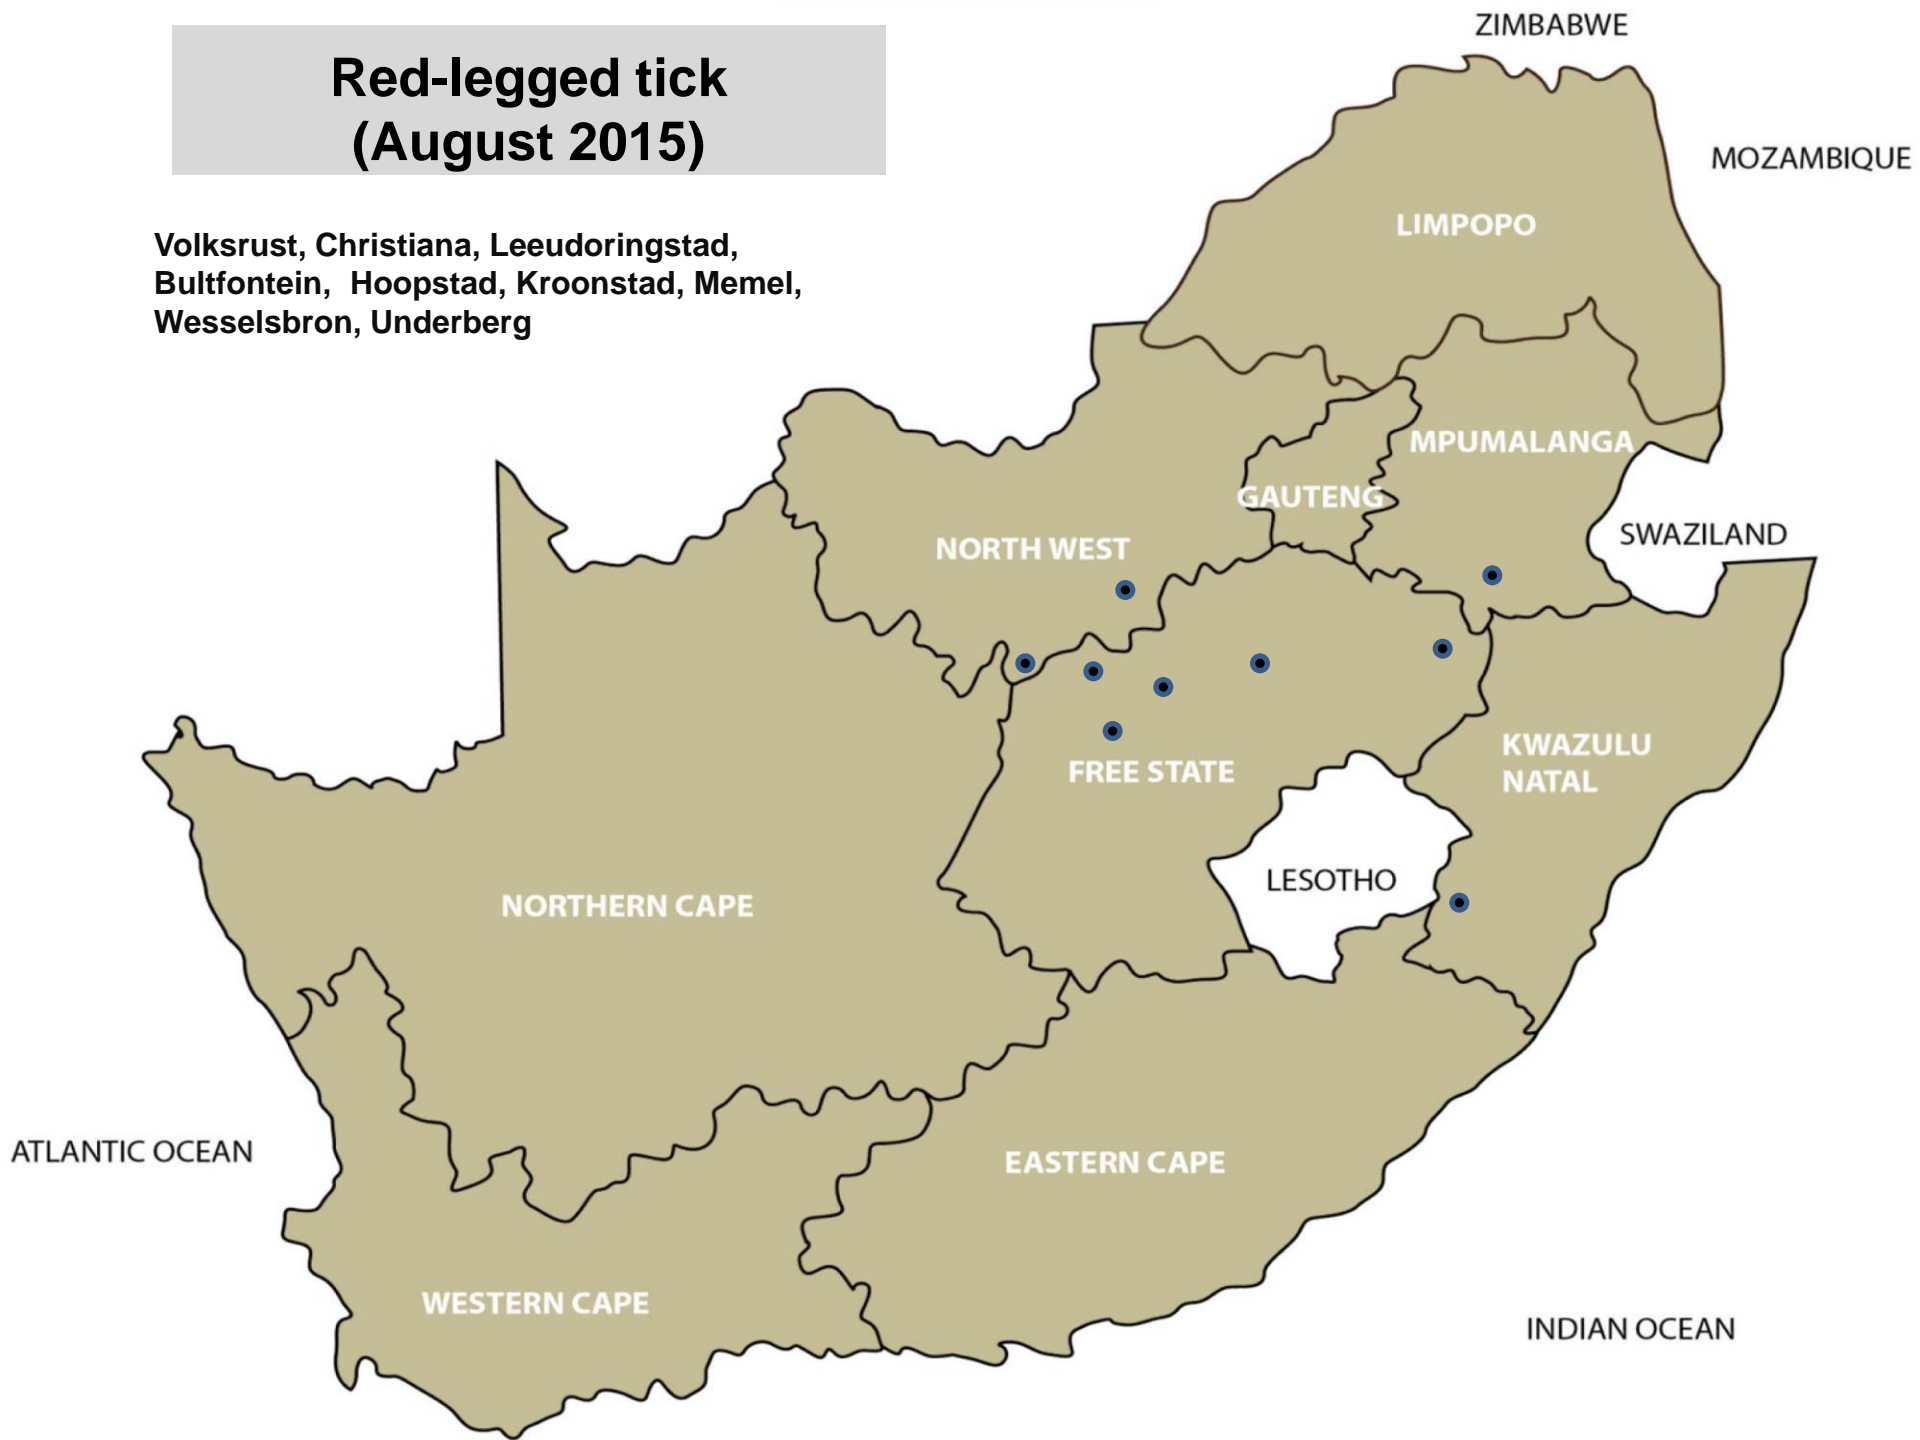 Red-legged tick
(August 2015)
Volksrust, Christiana, Leeudoringstad,
Bultfontein,  Hoopstad, Kroonstad, Memel,
Wesselsbron, Underberg
ZIMBABWE
MOZAMBIQUE
LIMPOPO
MPUMALANGA
GAUTENG
SWAZILAND
NORTH WEST
KWAZULU
NATAL
FREE STATE
LESOTHO
NORTHERN CAPE
ATLANTIC OCEAN
EASTERN CAPE
WESTERN CAPE
INDIAN OCEAN